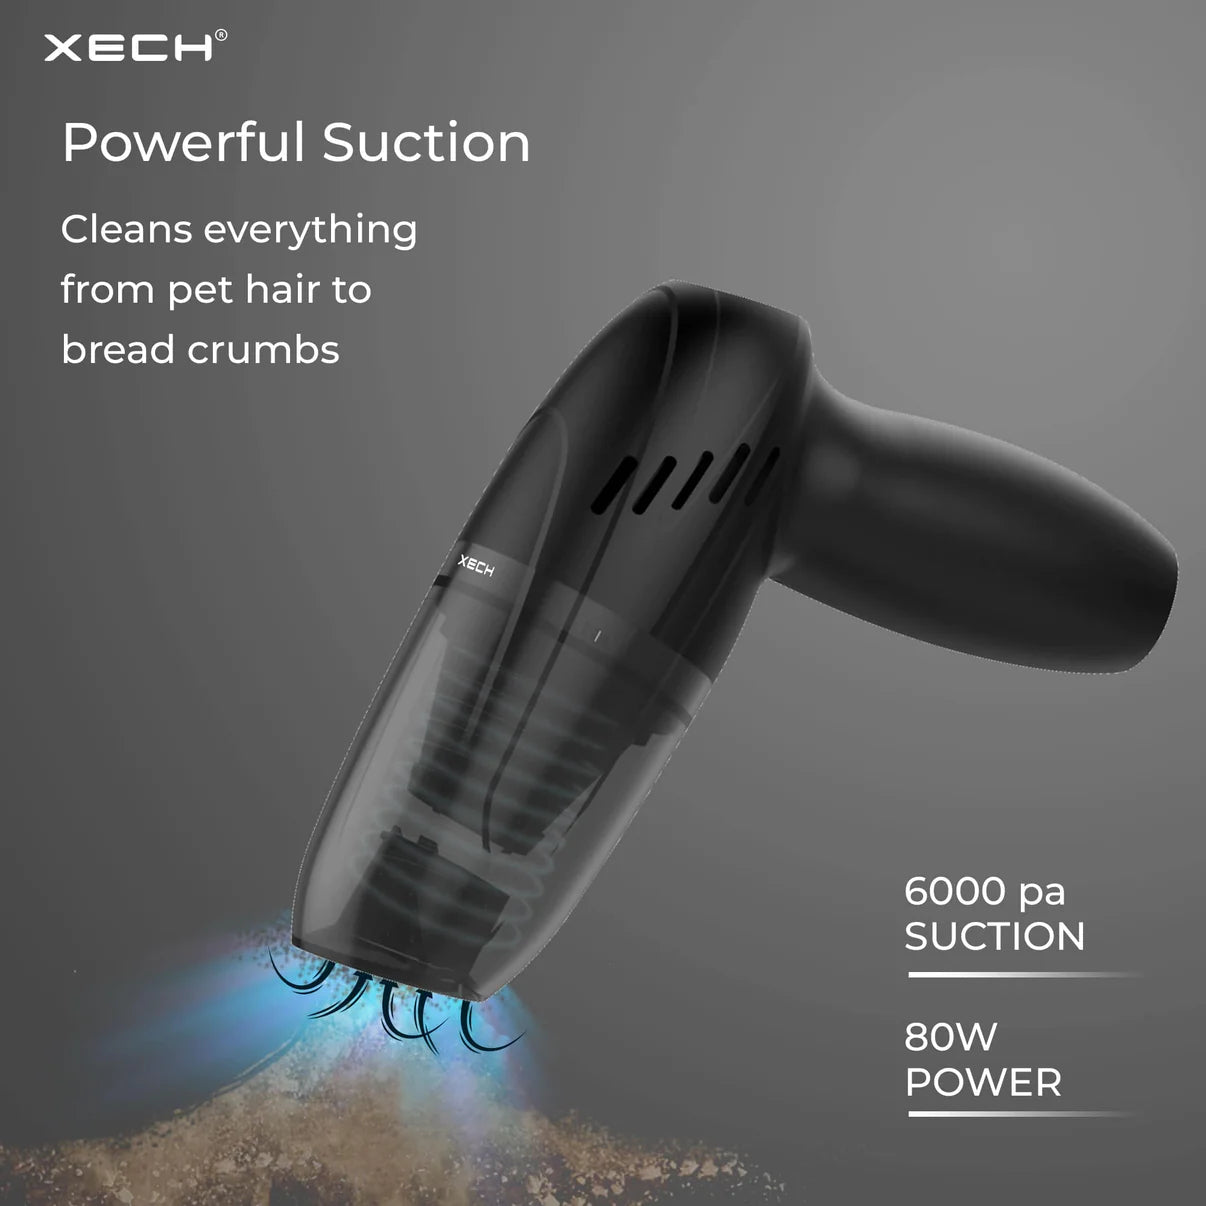 XECH®
Powerful Suction
Cleans everything
from pet hair to
bread crumbs
XECH
6000 pa
SUCTION
80W
POWER